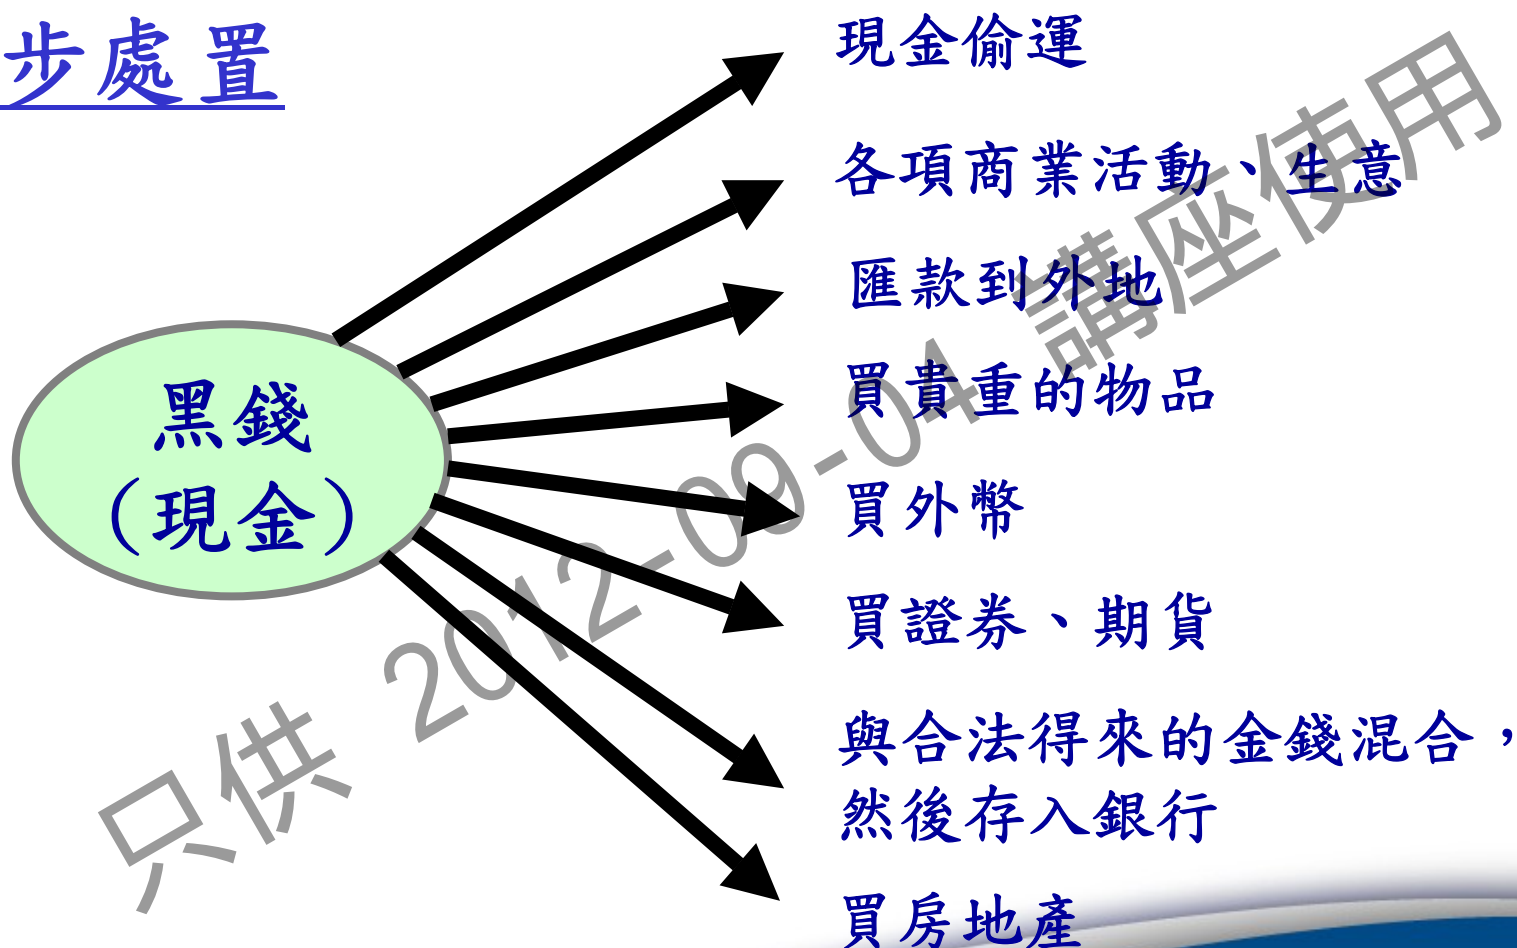 步處置
現金偷運
各項商業活動、生意
匯款到外地
買貴重的物品
黑錢
（現金）
買外幣
買證券、期貨
與合法得來的金錢混合，
然後存入銀行
買房地產
只供 2012-09-04 講座使用